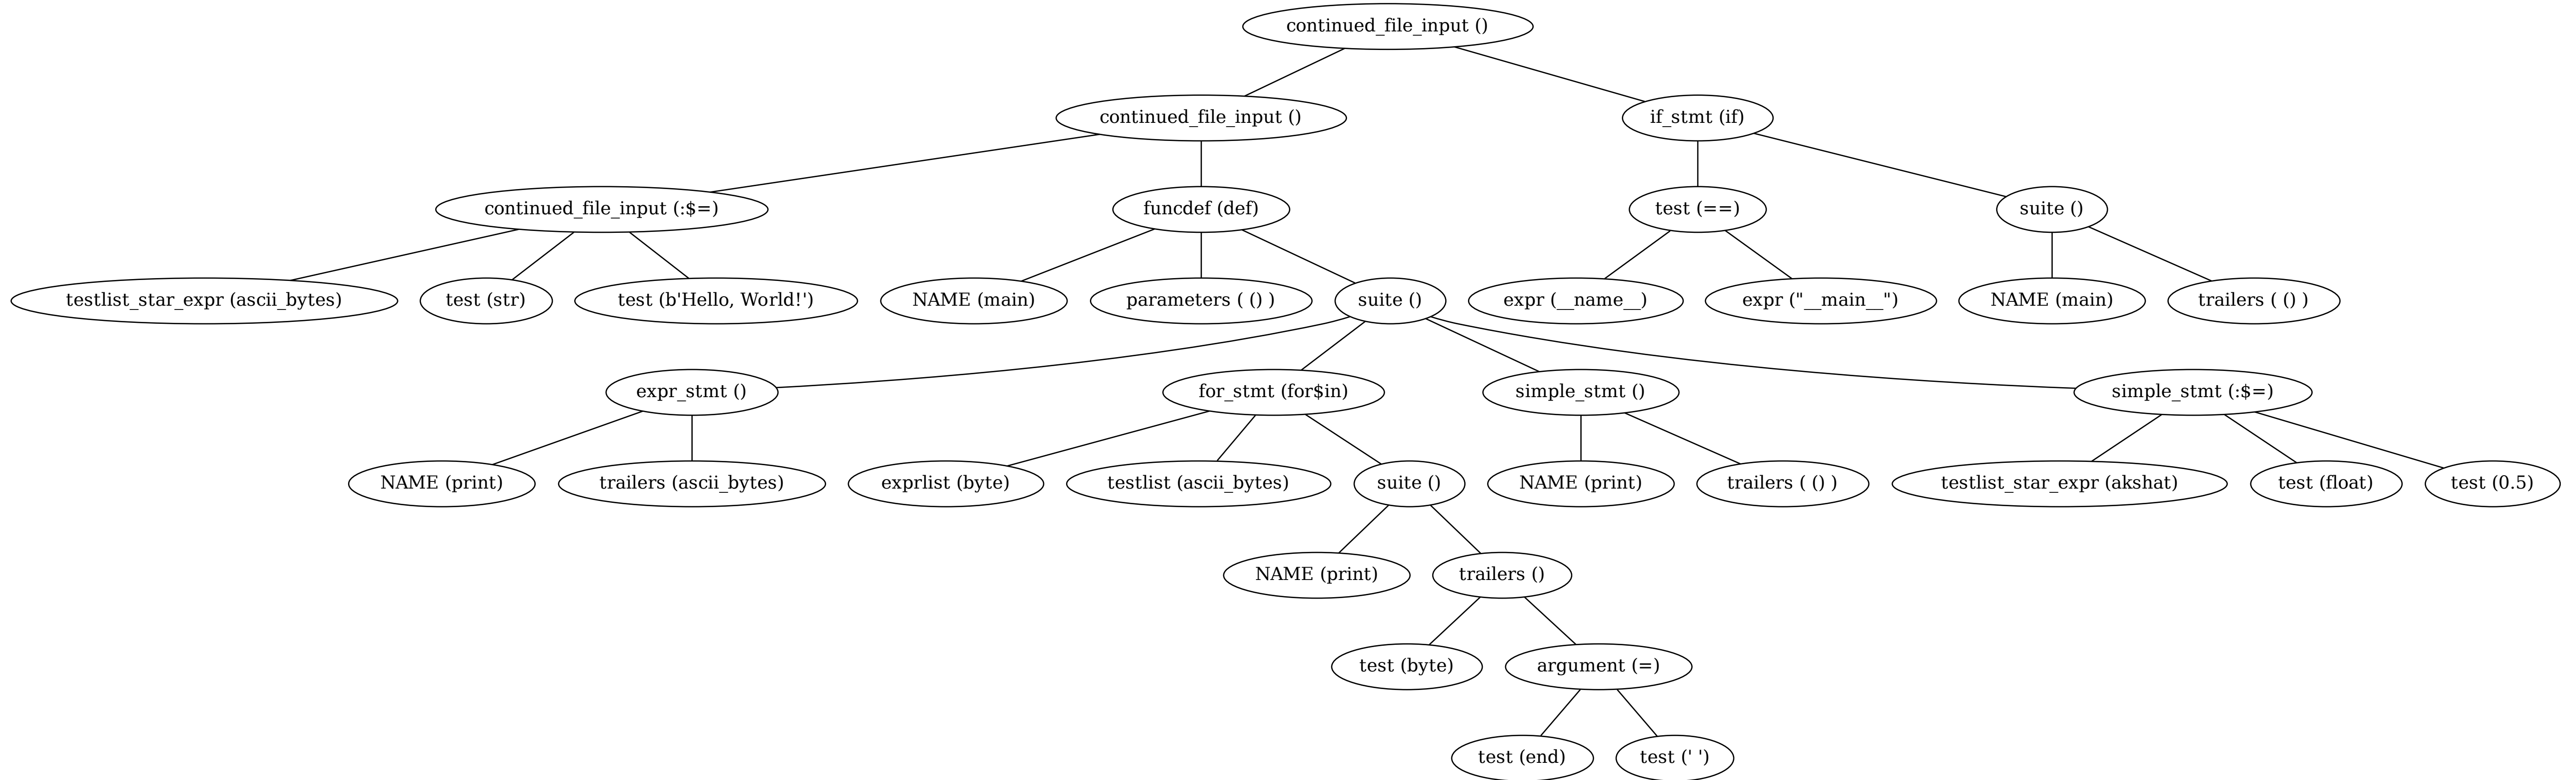 continued_file_input ()
continued_file_input ()
if_stmt (if)
continued_file_input (:$=)
funcdef (def)
test (==)
suite ()
testlist_star_expr (ascii_bytes)
test (str)
test (b'Hello, World!')
NAME (main)
parameters ( () )
suite ()
expr (__name__)
expr ("__main__")
NAME (main)
trailers ( () )
expr_stmt ()
for_stmt (for$in)
simple_stmt ()
simple_stmt (:$=)
NAME (print)
trailers (ascii_bytes)
exprlist (byte)
testlist (ascii_bytes)
suite ()
NAME (print)
trailers ( () )
testlist_star_expr (akshat)
test (float)
test (0.5)
NAME (print)
trailers ()
test (byte)
argument (=)
test (end)
test (' ')